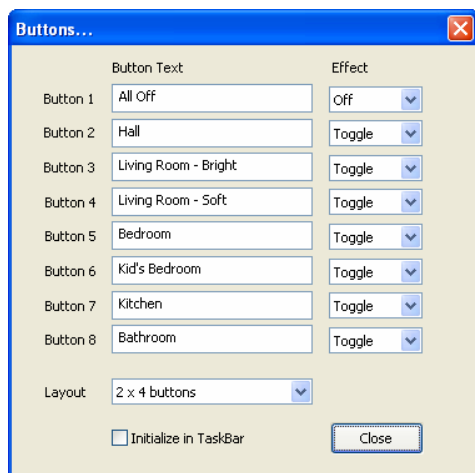 Buttons...
Button Text Effect
Button 1 All Off Off
Button 2 Hall Toggle
Button 3 Living Room - Bright Toggle
Button 4 Living Room - Soft Toggle
Button 5 Bedroom Toggle
Button 6 Kid's Bedroom Toggle
Button 7 Kitchen Toggle
Button 8 Bathroom Toggle
Layout 2 x 4 buttons
Initialize in TaskBar Close